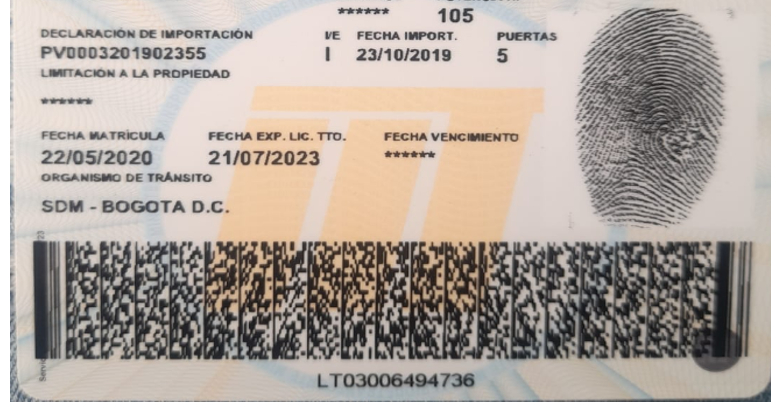 ****** 105
DECLARACIÓN DE IMPORTACIÓN I/E FECHA IMPORT. PUERTAS
PV0003201902355 I 23/10/2019 5
LIMITACIÓN A LA PROPIEDAD
******
FECHA MATRÍCULA FECHA EXP. LIC. TTO. FECHA VENCIMIENTO
22/05/2020 21/07/2023 ******
ORGANISMO DE TRÁNSITO
SDM - BOGOTA D.C.
LT03006494736